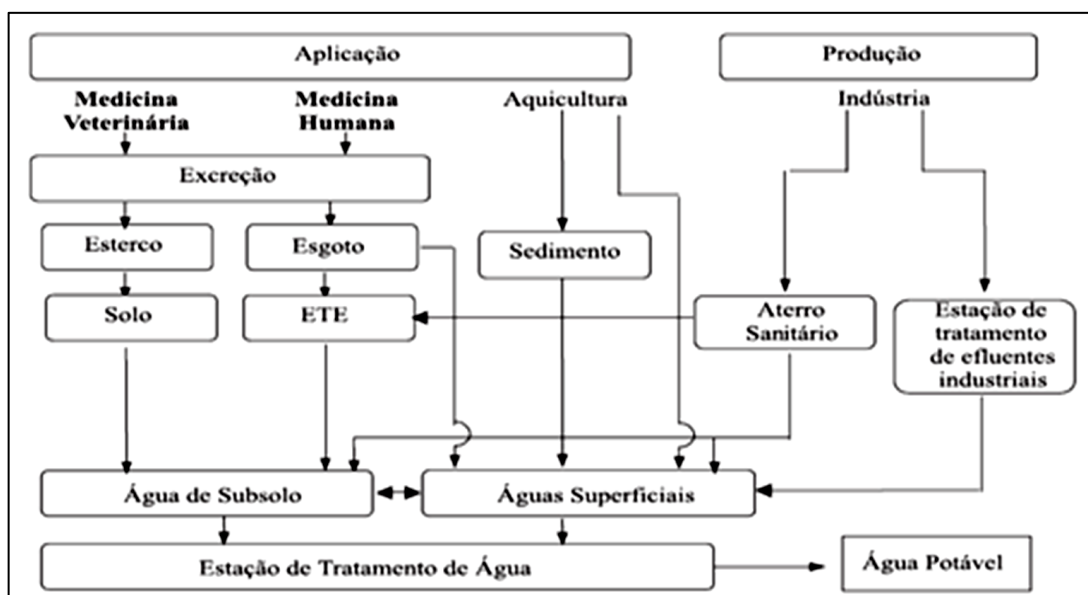 Aplicação
Produção
Medicina
Veterinária
Medicina
Humana
Aquicultura
Indústria
Excreção
Esterco
Esgoto
Sedimento
Solo
ETE
Aterro
Sanitário
Estação de
tratamento
de efluentes
industriais
Água de Subsolo
Águas Superficiais
Estação de Tratamento de Água
Água Potável